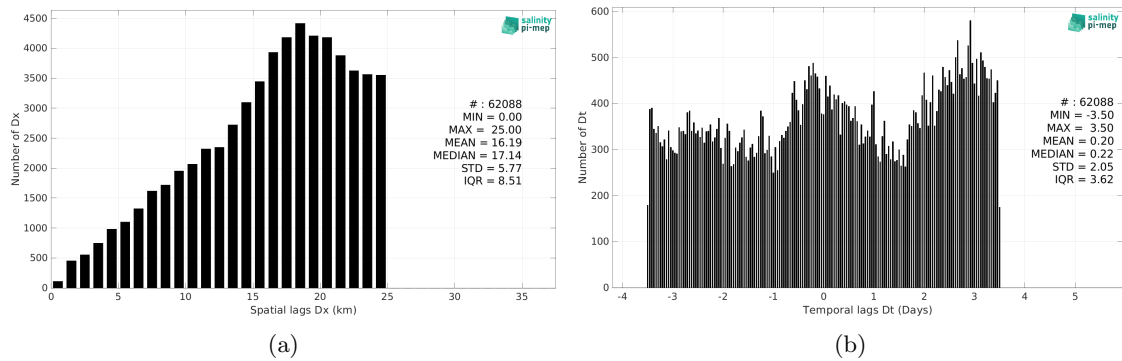 4500
4000
3500
3000
2500
2000
1500
1000
500
0
Number of Dx
salinity
pi-mep
# : 62088
MIN = 0.00
MAX = 25.00
MEAN = 16.19
MEDIAN = 17.14
STD = 5.77
IQR = 8.51
0 5 10 15 20 25 30 35
Spatial lags Dx (km)
(a)
600
500
400
300
200
100
0
Number of Dt
salinity
pi-mep
# : 62088
MIN = -3.50
MAX = 3.50
MEAN = 0.20
MEDIAN = 0.22
STD = 2.05
IQR = 3.62
-4 -3 -2 -1 0 1 2 3 4 5
Temporal lags Dt (Days)
(b)